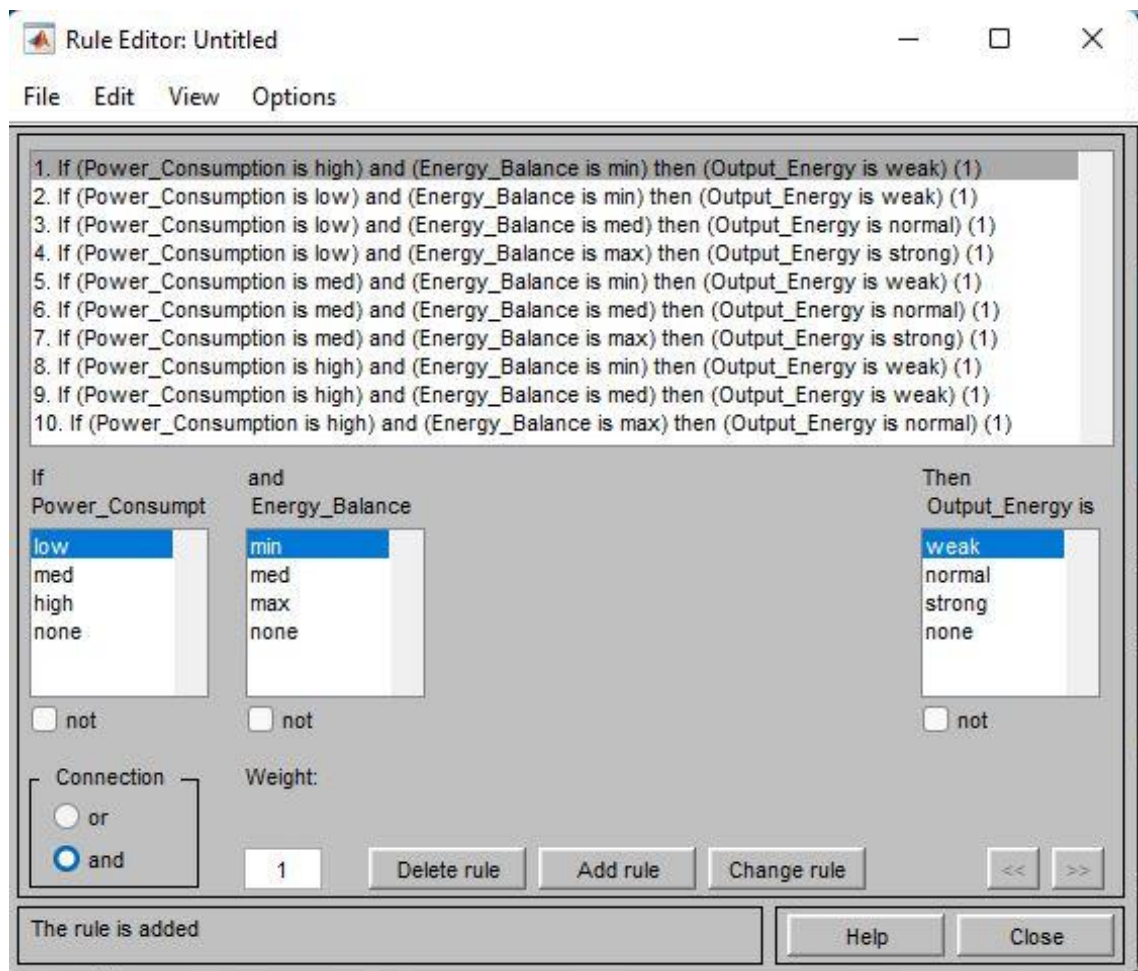 Rule Editor: Untitled
File Edit View Options
1. If (Power_Consumption is high) and (Energy_Balance is min) then (Output_Energy is weak) (1)
2. If (Power_Consumption is low) and (Energy_Balance is min) then (Output_Energy is weak) (1)
3. If (Power_Consumption is low) and (Energy_Balance is med) then (Output_Energy is normal) (1)
4. If (Power_Consumption is low) and (Energy_Balance is max) then (Output_Energy is strong) (1)
5. If (Power_Consumption is med) and (Energy_Balance is min) then (Output_Energy is weak) (1)
6. If (Power_Consumption is med) and (Energy_Balance is med) then (Output_Energy is normal) (1)
7. If (Power_Consumption is med) and (Energy_Balance is max) then (Output_Energy is strong) (1)
8. If (Power_Consumption is high) and (Energy_Balance is min) then (Output_Energy is weak) (1)
9. If (Power_Consumption is high) and (Energy_Balance is med) then (Output_Energy is weak) (1)
10. If (Power_Consumption is high) and (Energy_Balance is max) then (Output_Energy is normal) (1)
If and Then
Power_Consumpt Energy_Balance Output_Energy is
low min weak
med med normal
high max strong
none none none
not not not
Connection Weight:
or
and 1 Delete rule Add rule Change rule << >>
The rule is added Help Close